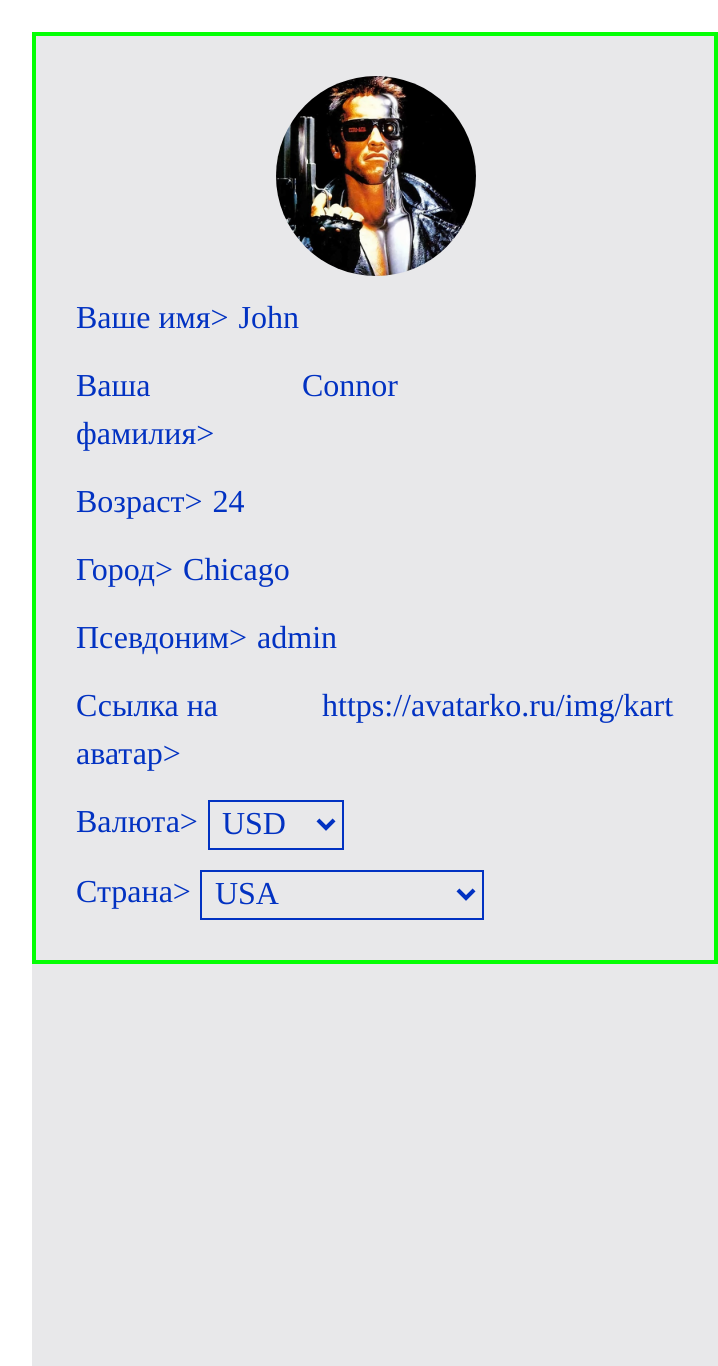 Ваше имя> John
Ваша фамилия> Connor
Возраст> 24
Город> Chicago
Псевдоним> admin
Ссылка на аватар> https://avatarko.ru/img/kart
Валюта> USD
Страна> USA